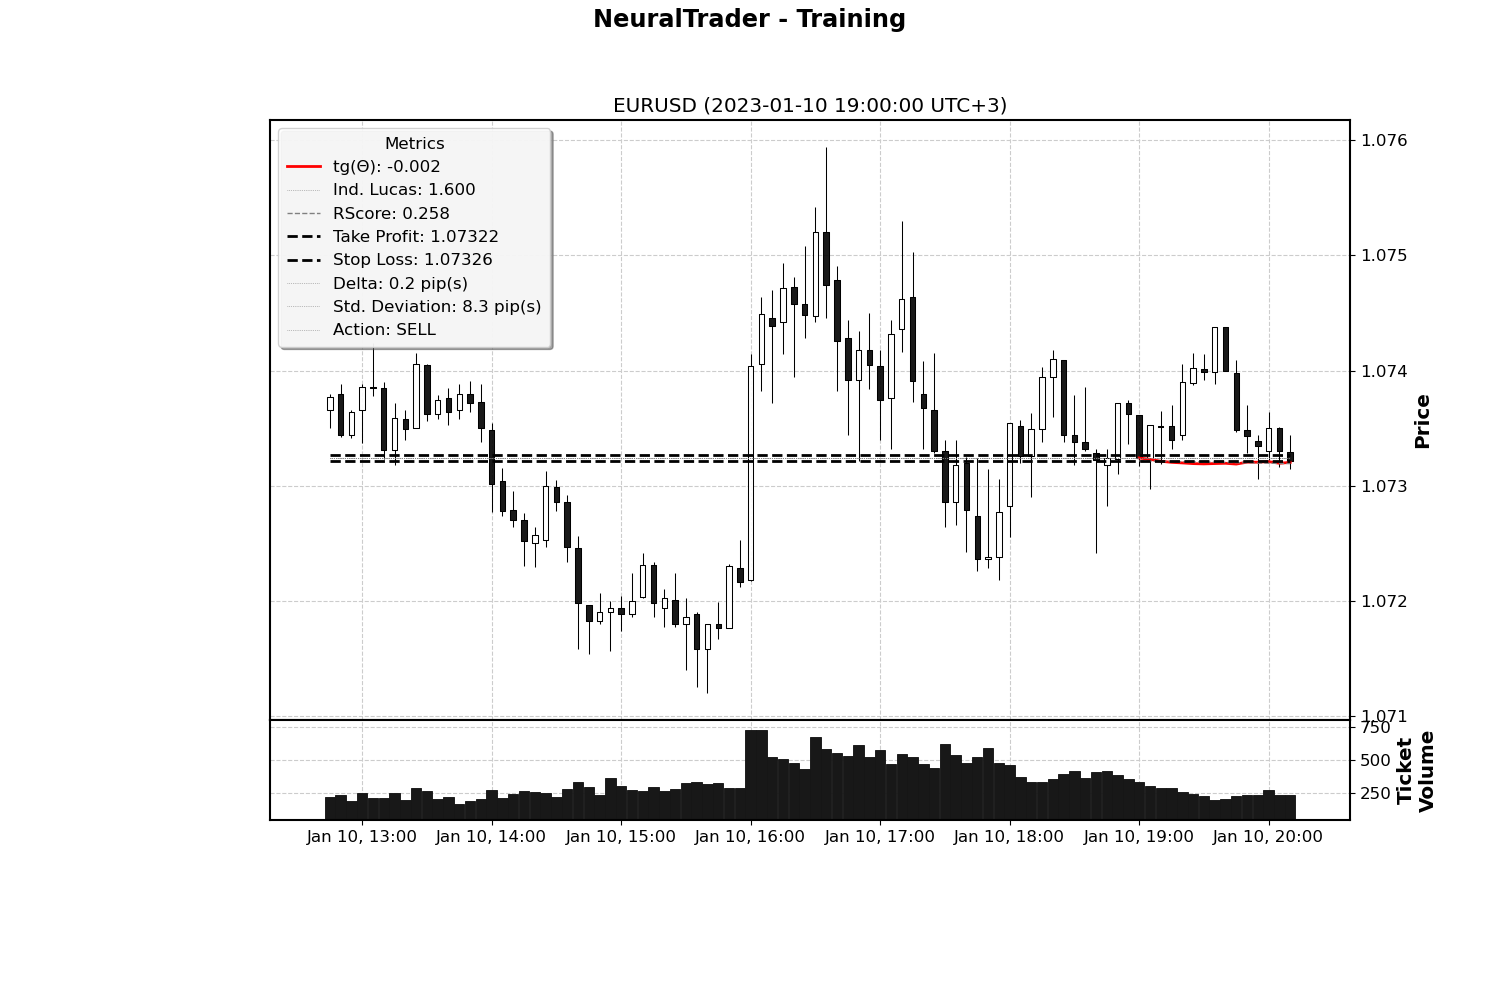 NeuralTrader - Training
EURUSD (2023-01-10 19:00:00 UTC+3)
Metrics
tg(Θ): -0.002
Ind. Lucas: 1.600
RScore: 0.258
Take Profit: 1.07322
Stop Loss: 1.07326
Delta: 0.2 pip(s)
Std. Deviation: 8.3 pip(s)
Action: SELL
1.076
1.075
1.074
1.073
1.072
1.071
Price
750
500
250
Ticket
Volume
Jan 10, 13:00
Jan 10, 14:00
Jan 10, 15:00
Jan 10, 16:00
Jan 10, 17:00
Jan 10, 18:00
Jan 10, 19:00
Jan 10, 20:00